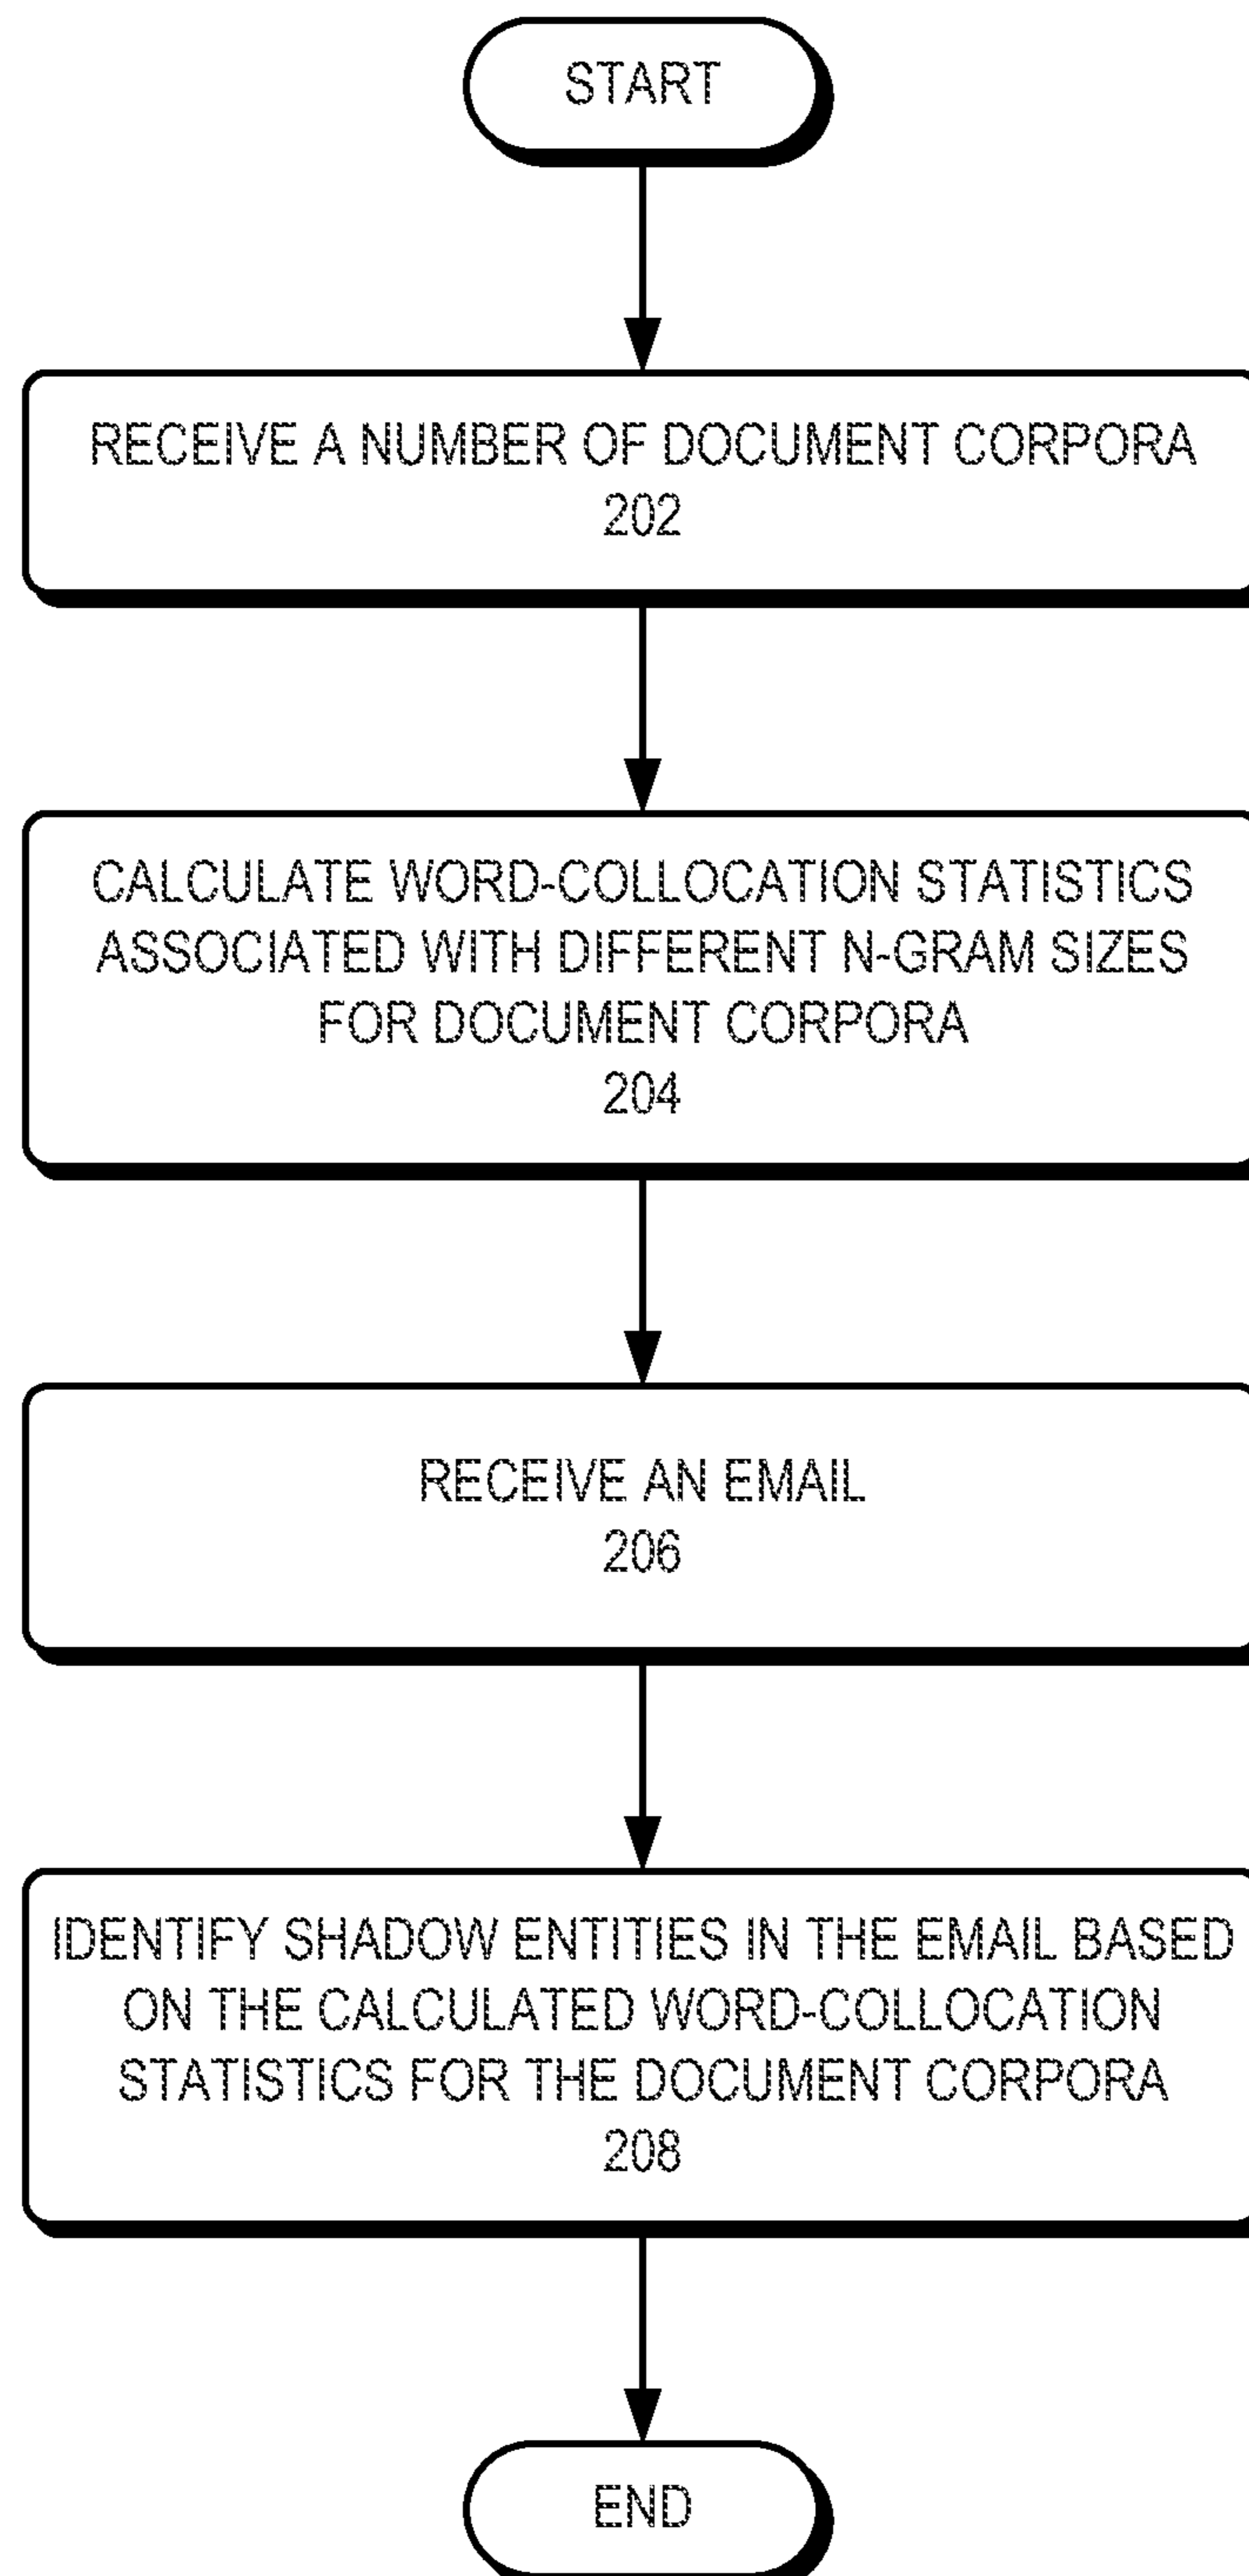 START
RECEIVE A NUMBER OF DOCUMENT CORPORA
202
CALCULATE WORD-COLLOCATION STATISTICS
ASSOCIATED WITH DIFFERENT N-GRAM SIZES
FOR DOCUMENT CORPORA
204
RECEIVE AN EMAIL
206
IDENTIFY SHADOW ENTITIES IN THE EMAIL BASED
ON THE CALCULATED WORD-COLLOCATION
STATISTICS FOR THE DOCUMENT CORPORA
208
END